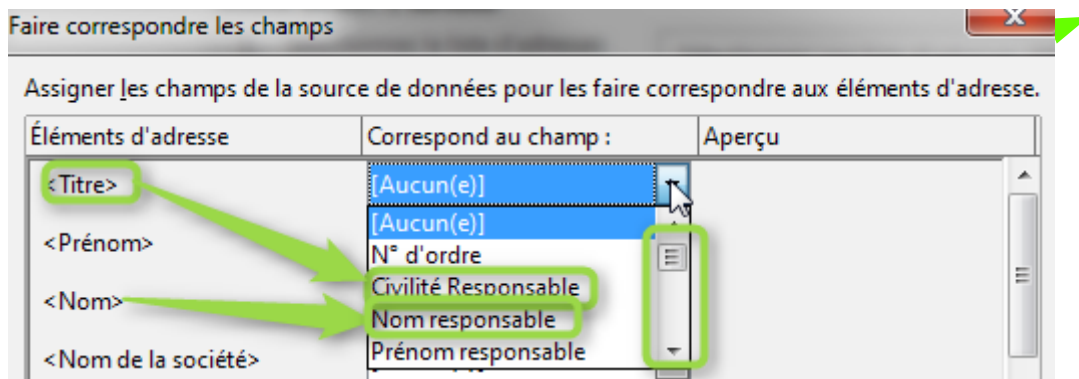 Faire correspondre les champs
Assigner les champs de la source de données pour les faire correspondre aux éléments d'adresse.
Éléments d'adresse Correspond au champ : Aperçu
<Titre> [Aucun(e)]
[Aucun(e)]
<Prénom> N° d'ordre
Civilité Responsable
<Nom> Nom responsable
<Nom de la société> Prénom responsable